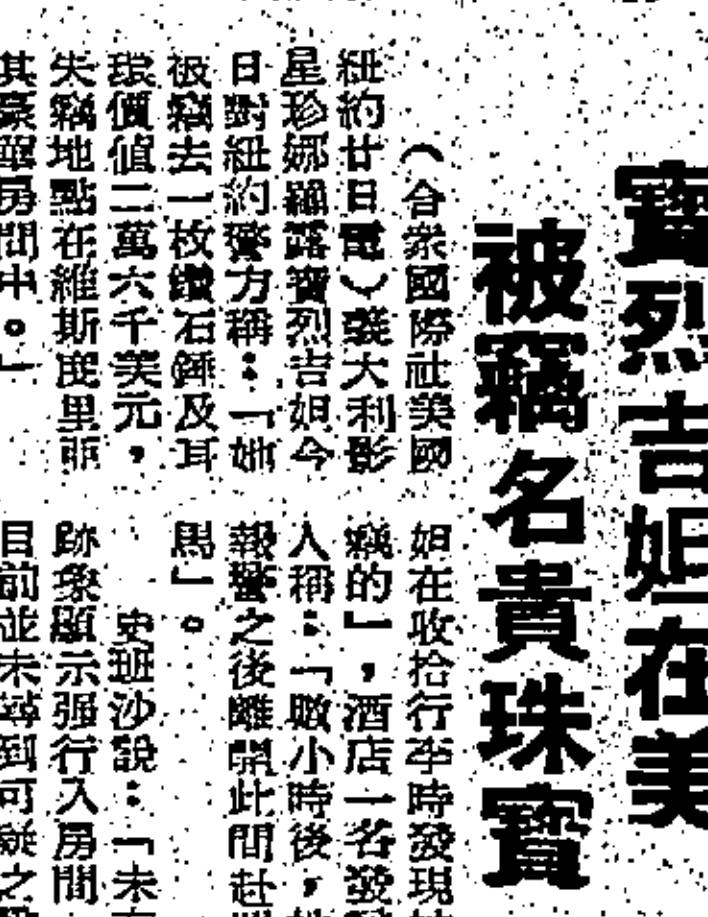 寶烈吉妲在美
被竊名貴珠寶
（合衆國際社美國
紐約廿日電）義大利影
星珍娜羅露寶烈吉妲今
日對紐約警方稱：「她
被竊去一枚鑽石錶及耳
環價值二萬六千美元，
失竊地點在維斯度里亞
其豪華房間中。」
妲在收拾行李時發現
竊的」，酒店一名發
人稱：「數小時後，
報警之後離開此間赴
馬」。
史班沙說：「未
跡象顯示强行入房間
目前並未尋到可疑之